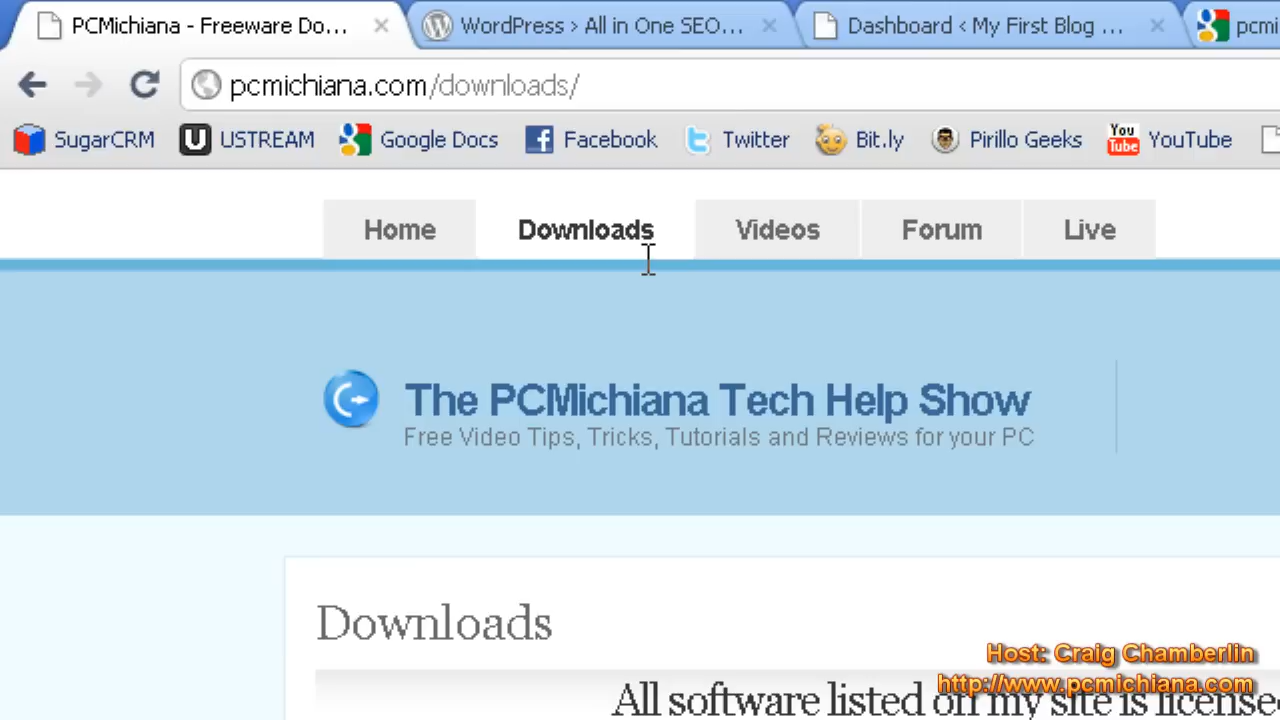 PCMichiana - Freeware Do...
WordPress › All in One SEO...
Dashboard ‹ My First Blog ...
pcmi
pcmichiana.com/downloads/
SugarCRM
USTREAM
Google Docs
Facebook
Twitter
Bit.ly
Pirillo Geeks
You Tube
YouTube
Home
Downloads
Videos
Forum
Live
The PCMichiana Tech Help Show
Free Video Tips, Tricks, Tutorials and Reviews for your PC
Downloads
Host: Craig Chamberlin
http://www.pcmichiana.com
All software listed on my site is license